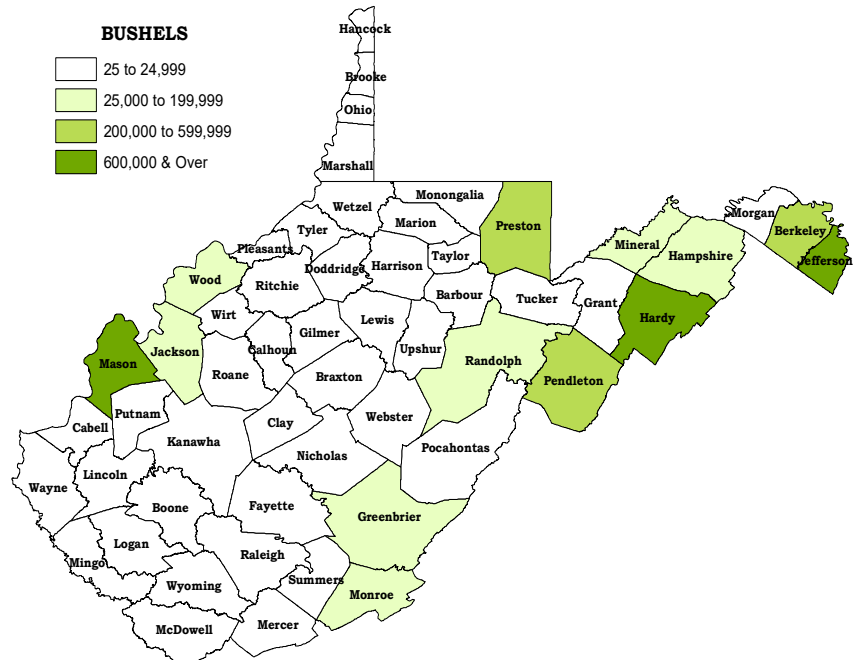 BUSHELS
25 to 24,999
25,000 to 199,999
200,000 to 599,999
600,000 & Over
Hancock
Brooke
Ohio
Marshall
Wetzel
Monongalia
Marion
Preston
Tyler
Pleasants
Doddridge
Harrison
Taylor
Mineral
Hampshire
Morgan
Berkeley
Jefferson
Wood
Ritchie
Barbour
Tucker
Grant
Hardy
Wirt
Gilmer
Lewis
Upshur
Calhoun
Jackson
Roane
Braxton
Randolph
Pendleton
Mason
Putnam
Cabell
Kanawha
Clay
Webster
Pocahontas
Nicholas
Wayne
Lincoln
Boone
Fayette
Greenbrier
Logan
Mingo
Raleigh
Wyoming
Summers
Monroe
McDowell
Mercer